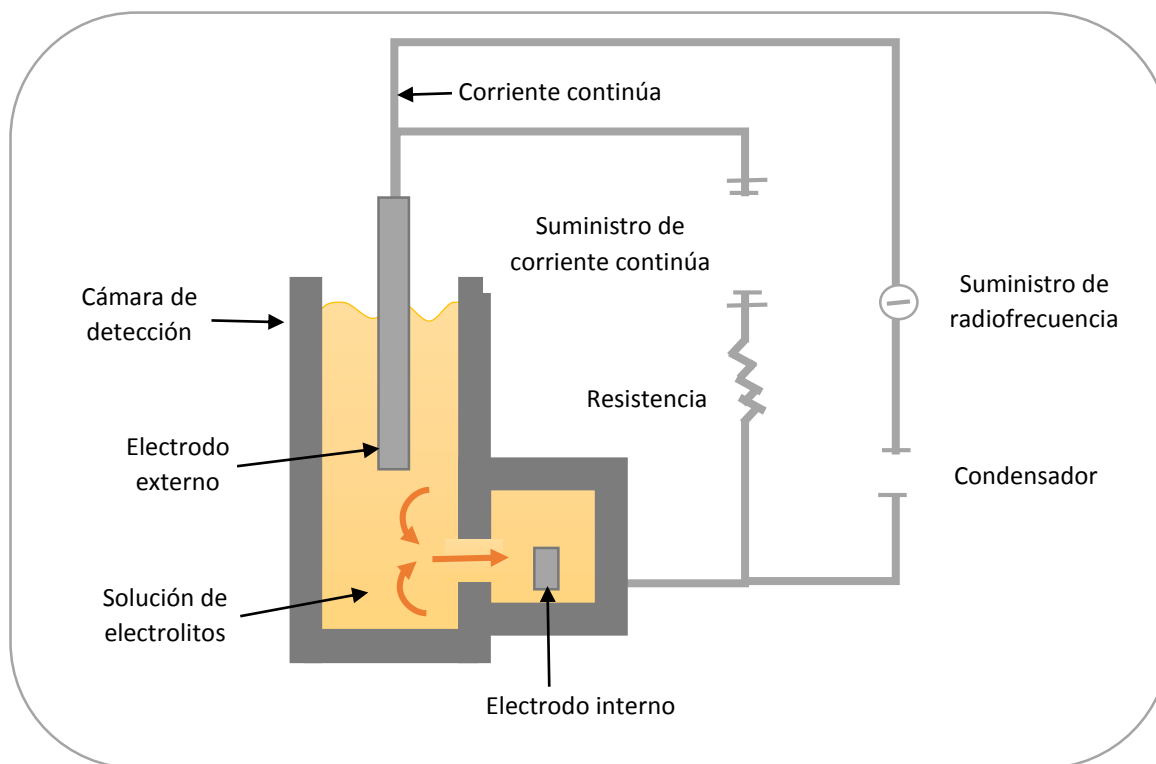 Corriente continúa
Suministro de
corriente continúa
Cámara de
detección
Suministro de
radiofrecuencia
Resistencia
Electrodo
externo
Condensador
Solución de
electrolitos
Electrodo interno